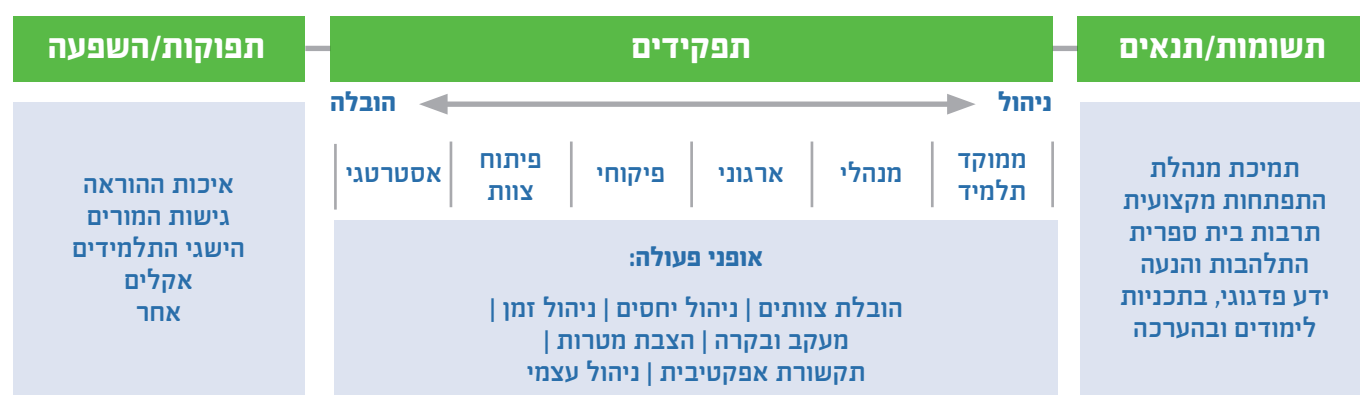 תשומות/תנאים
תמיכת מנהלת
התפתחות מקצועית
תרבות בית ספרית
התלהבות והנעה
ידע פדגוגי, בתכניות
לימודים ובהערכה
תפקידים
ניהול
הובלה
ממוקד
תלמיד
מנהלי
ארגוני
פיקוחי
פיתוח
צוות
אסטרטגי
אופני פעולה:
הובלת צוותים | ניהול יחסים | ניהול זמן |
מעקב ובקרה | הצבת מטרות |
תקשורת אפקטיבית | ניהול עצמי
תפוקות/השפעה
איכות ההוראה
גישות המורים
הישגי התלמידים
אקלים
אחר